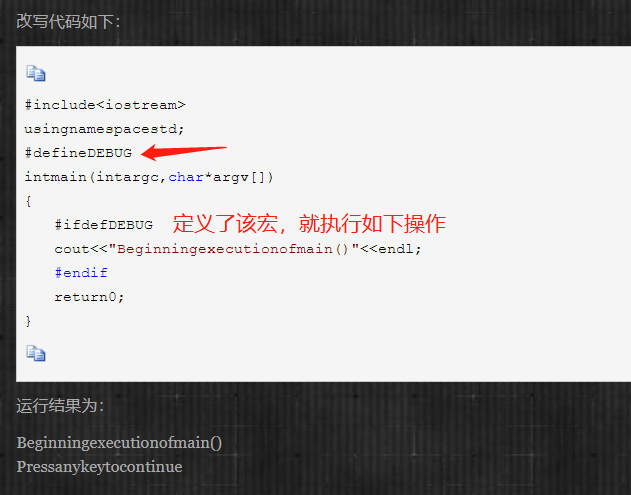 改写代码如下：
#include<iostream>
usingnamespacestd;
#defineDEBUG
intmain(intargc,char*argv[])
{
#ifdefDEBUG 定义了该宏，就执行如下操作
cout<<"Beginningexecutionofmain()"<<endl;
#endif
return0;
}
运行结果为：
Beginningexecutionofmain()
Pressanykeytocontinue